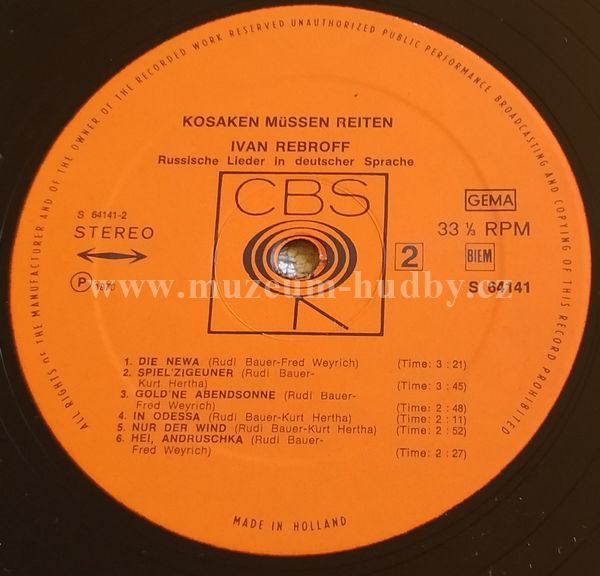 ALL RIGHTS OF THE MANUFACTURER AND OF THE OWNER OF THE RECORDED WORK RESERVED UNAUTHORIZED PUBLIC PERFORMANCE BROADCASTING AND COPYING OF THIS RECORD PROHIBITED
KOSAKEN MüSSEN REITEN
IVAN REBROFF
Russische Lieder in deutscher Sprache
CBS
S 64141-2
STEREO
GEMA
33 ⅓ RPM
2
BIEM
P 1970
S 64141
www.muzeum-hudby.cz
1. DIE NEWA (Rudi Bauer-Fred Weyrich) (Time: 3 : 21)
2. SPIEL'ZIGEUNER (Rudi Bauer-
Kurt Hertha) (Time: 3 : 45)
3. GOLD'NE ABENDSONNE (Rudi Bauer-
Fred Weyrich) (Time: 2 : 48)
4. IN ODESSA (Rudi Bauer-Kurt Hertha) (Time: 2 : 11)
5. NUR DER WIND (Rudi Bauer-Kurt Hertha) (Time: 2 : 52)
6. HEI, ANDRUSCHKA (Rudi Bauer-
Fred Weyrich) (Time: 2 : 27)
MADE IN HOLLAND